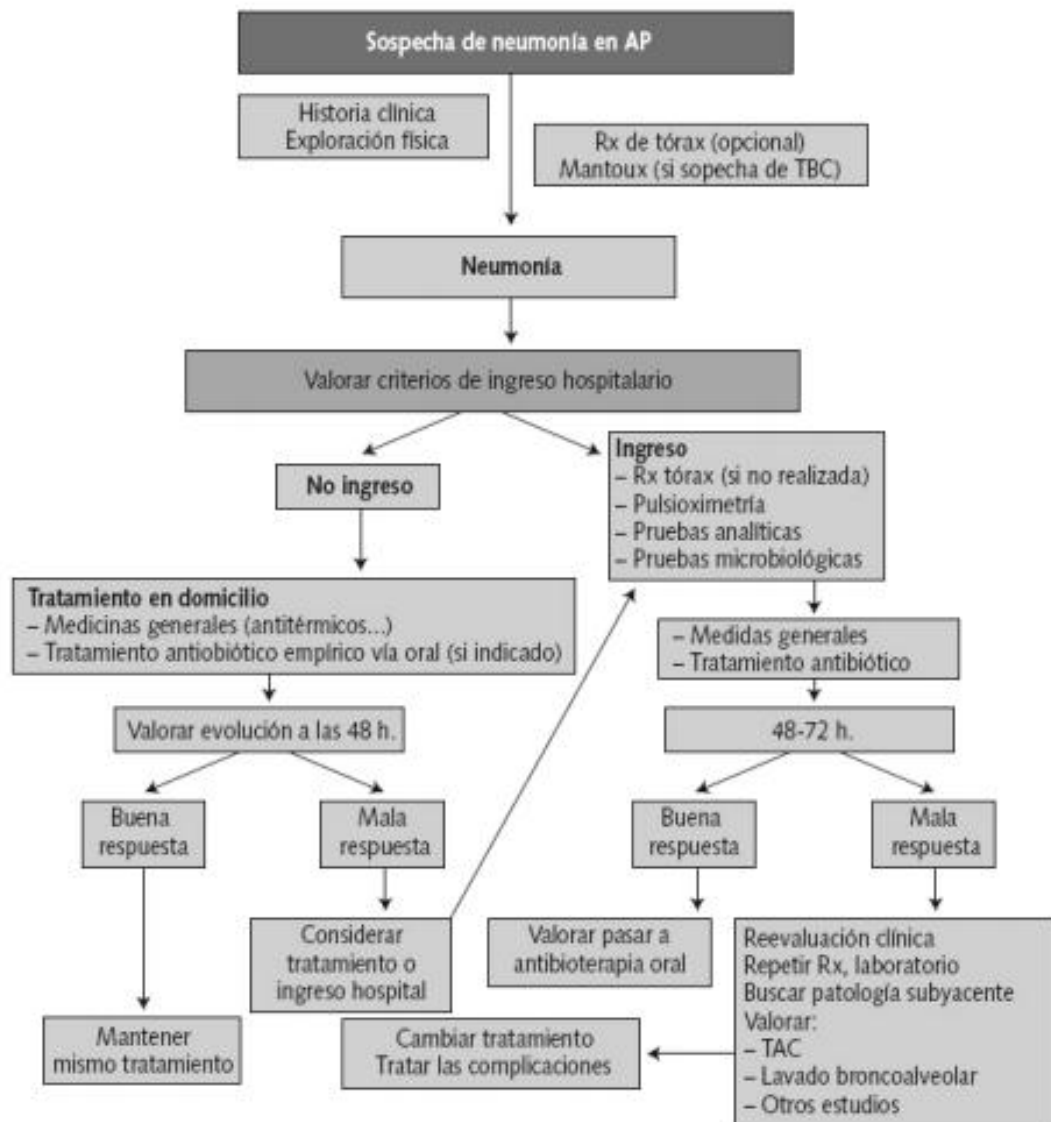 Sospecha de neumonía en AP
Historia clínica
Exploración física
Rx de tórax (opcional)
Mantoux (si sopecha de TBC)
Neumonía
Valorar criterios de ingreso hospitalario
No ingreso
Ingreso
– Rx tórax (si no realizada)
– Pulsioximetría
– Pruebas analíticas
– Pruebas microbiológicas
Tratamiento en domicilio
– Medicinas generales (antitérmicos...)
– Tratamiento antiobiótico empírico vía oral (si indicado)
– Medidas generales
– Tratamiento antibiótico
Valorar evolución a las 48 h.
48-72 h.
Buena
respuesta
Mala
respuesta
Buena
respuesta
Mala
respuesta
Considerar
tratamiento o
ingreso hospital
Valorar pasar a
antibioterapia oral
Reevaluación clínica
Repetir Rx, laboratorio
Buscar patología subyacente
Valorar:
– TAC
– Lavado broncoalveolar
– Otros estudios
Mantener
mismo tratamiento
Cambiar tratamiento
Tratar las complicaciones